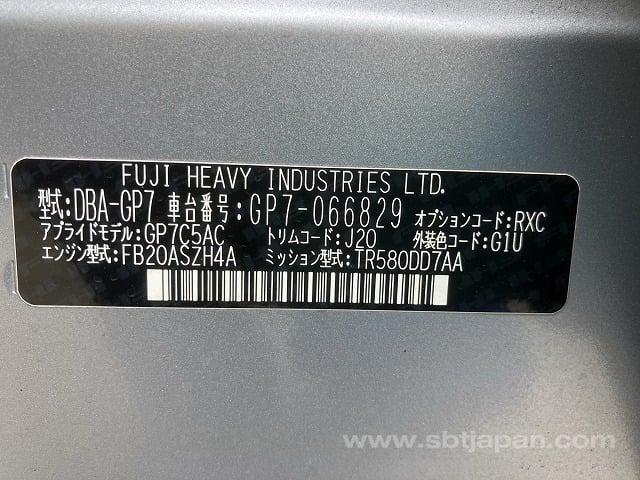 FUJI HEAVY INDUSTRIES LTD.
型式:DBA-GP7 車台番号:GP7-066829 オプションコード:RXC
アプライドモデル:GP7C5AC トリムコード:J20 外装色コード:G1U
エンジン型式:FB20ASZH4A ミッション型式:TR580DD7AA
www.sbtjapan.com